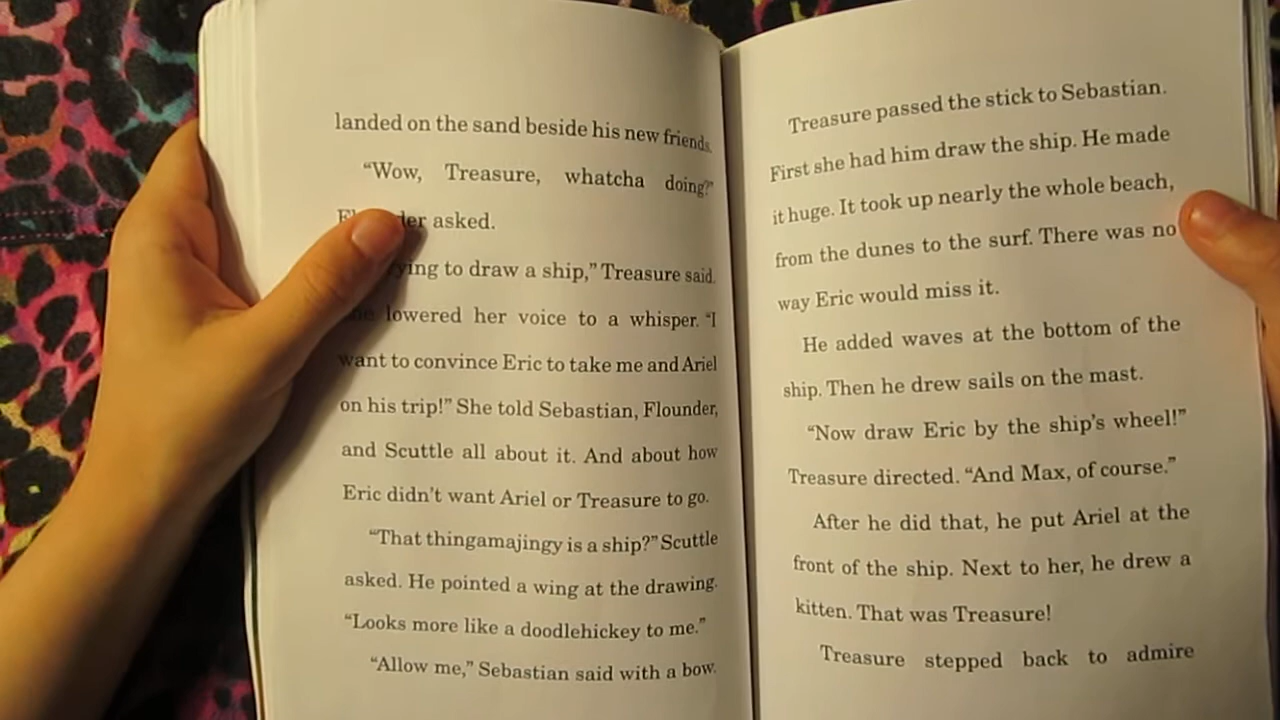 landed on the sand beside his new friends.
“Wow, Treasure, whatcha doing?”
asked.
to draw a ship,” Treasure said.
lowered her voice to a whisper. “I
want to convince Eric to take me and Ariel
on his trip!” She told Sebastian, Flounder,
and Scuttle all about it. And about how
Eric didn’t want Ariel or Treasure to go.
“That thingamajingy is a ship?” Scuttle
asked. He pointed a wing at the drawing.
“Looks more like a doodlehickey to me.”
“Allow me,” Sebastian said with a bow.
Treasure passed the stick to Sebastian.
First she had him draw the ship. He made
it huge. It took up nearly the whole beach,
from the dunes to the surf. There was no
way Eric would miss it.
He added waves at the bottom of the
ship. Then he drew sails on the mast.
“Now draw Eric by the ship’s wheel!”
Treasure directed. “And Max, of course.”
After he did that, he put Ariel at the
front of the ship. Next to her, he drew a
kitten. That was Treasure!
Treasure stepped back to admire